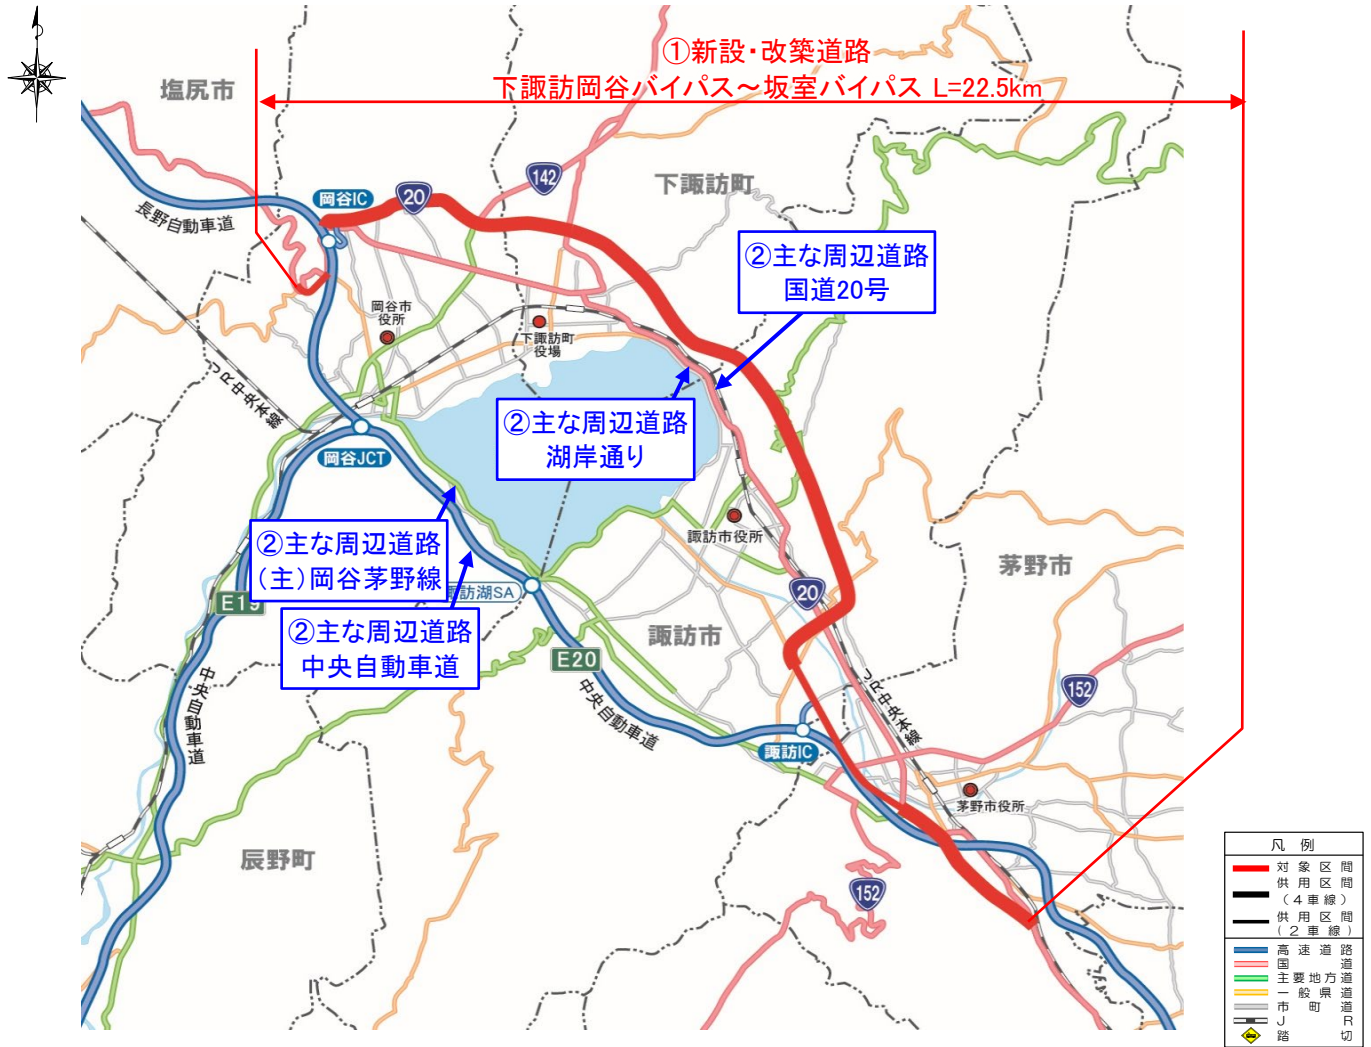 ①新設・改築道路
下諏訪岡谷バイパス～坂室バイパス L=22.5km
塩尻市
下諏訪町
142
岡谷IC
20
長野自動車道
②主な周辺道路
国道20号
岡谷市
役所
下諏訪町
役場
JR中央本線
②主な周辺道路
湖岸通り
岡谷JCT
諏訪市役所
②主な周辺道路
(主)岡谷茅野線
茅野市
E19
訪湖SA
20
②主な周辺道路
中央自動車道
諏訪市
E20
中央自動車道
中央自動車道
JR中央本線
152
諏訪IC
茅野市役所
辰野町
152
凡例
対象区間
供用区間
(4車線)
供用区間
(2車線)
高速道路
国道
主要地方道
一般県道
市町道
JR
踏切